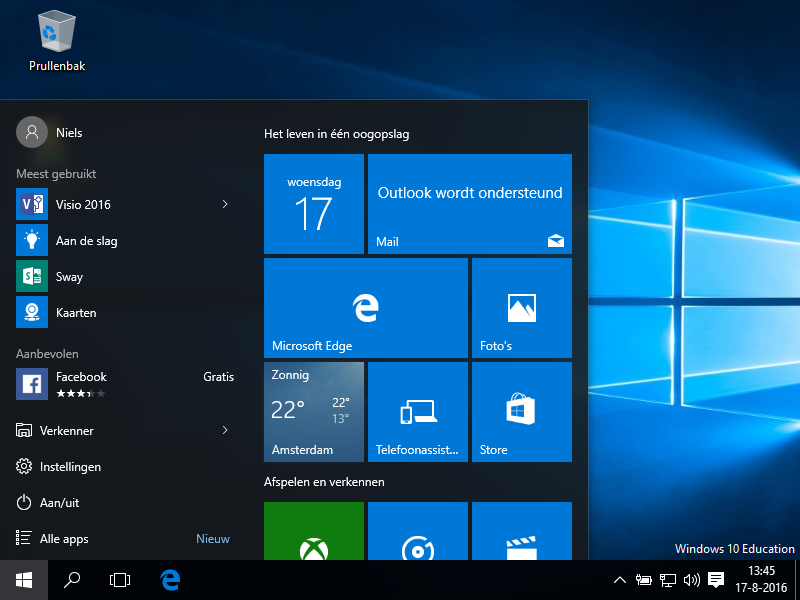 Prullenbak
Niels
Meest gebruikt
Visio 2016
Aan de slag
Sway
Kaarten
Aanbevolen
Facebook
Gratis
Verkenner
Instellingen
Aan/uit
Alle apps
Nieuw
Het leven in één oogopslag
woensdag
17
Outlook wordt ondersteund
Mail
Microsoft Edge
Foto's
Zonnig
22° 22°
13°
Amsterdam
Telefoonassist...
Store
Afspelen en verkennen
Windows 10 Education
13:45
17-8-2016